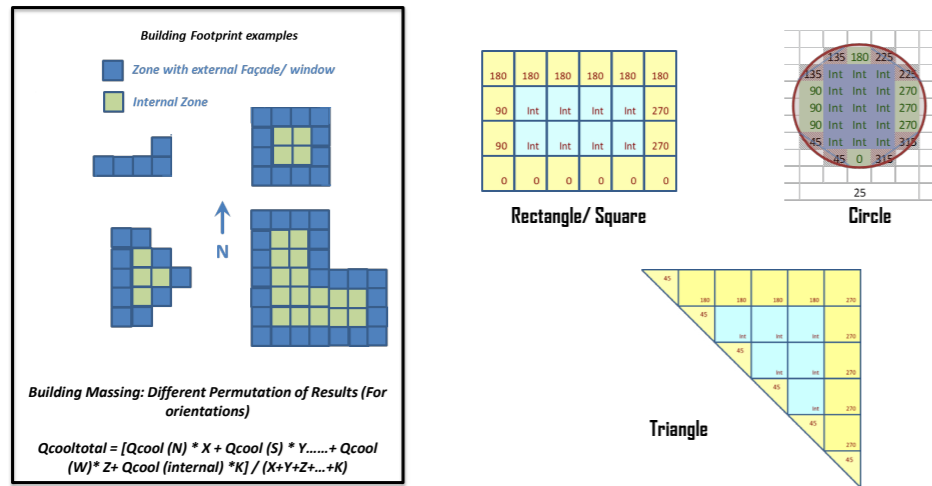 Building Footprint examples
Zone with external Façade/ window
Internal Zone
N
Building Massing: Different Permutation of Results (For
orientations)
Qcooltotal = [Qcool (N) * X + Qcool (S) * Y……+ Qcool
(W)* Z+ Qcool (internal) *K] / (X+Y+Z+…+K)
180 180 180 180 180 180
90 Int Int Int Int 270
90 Int Int Int Int 270
0 0 0 0 0 0
Rectangle/ Square
135 180 225
135 Int Int Int 225
90 Int Int Int 270
90 Int Int Int 270
90 Int Int Int 270
45 Int Int Int 315
45 0 315
25
Circle
45 180 180 180 180 270
45 Int Int Int 270
45 Int Int 270
45 Int 270
45 270
45
Triangle